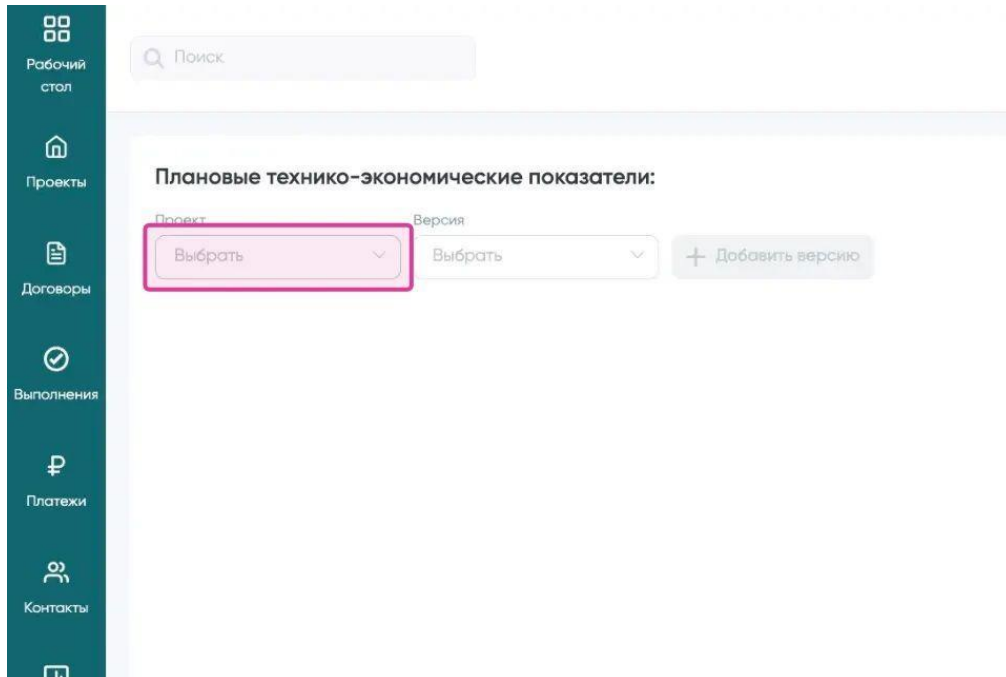 Рабочий
стол
Проекты
Договоры
Выполнения
₽
Платежи
Контакты
Поиск
Плановые технико-экономические показатели:
Проект Версия
Выбрать Выбрать + Добавить версию